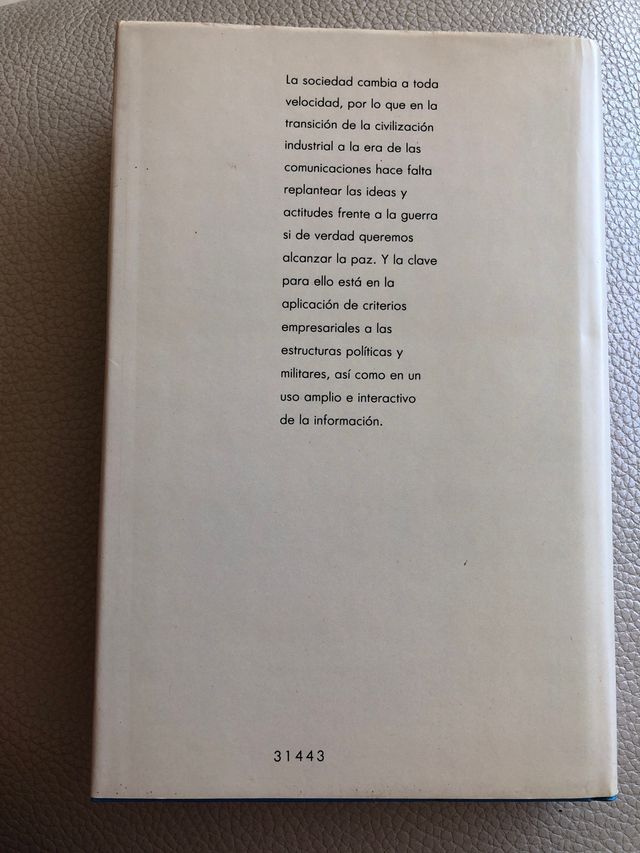 La sociedad cambia a toda
velocidad, por lo que en la
transición de la civilización
industrial a la era de las
comunicaciones hace falta
replantear las ideas y
actitudes frente a la guerra
si de verdad queremos
alcanzar la paz. Y la clave
para ello está en la
aplicación de criterios
empresariales a las
estructuras políticas y
militares, así como en un
uso amplio e interactivo
de la información.
31443